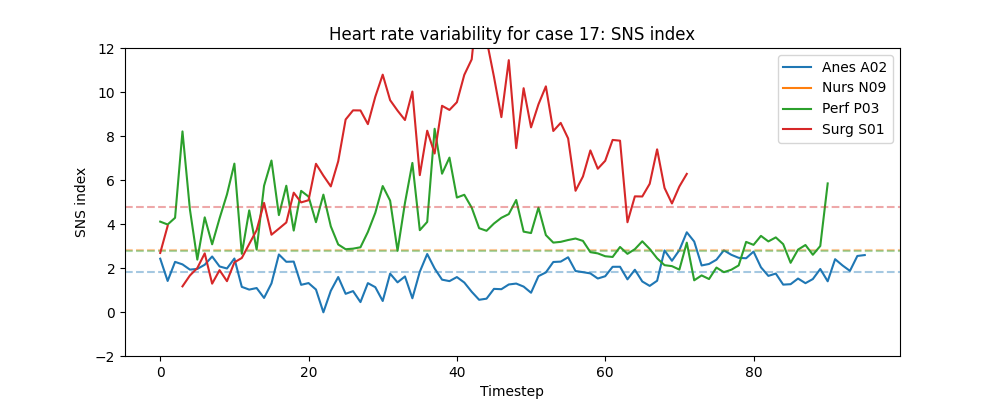 Heart rate variability for case 17: SNS index
SNS index
12
10
8
6
4
2
0
−2
0
20
40
60
80
Timestep
Anes A02
Nurs N09
Perf P03
Surg S01